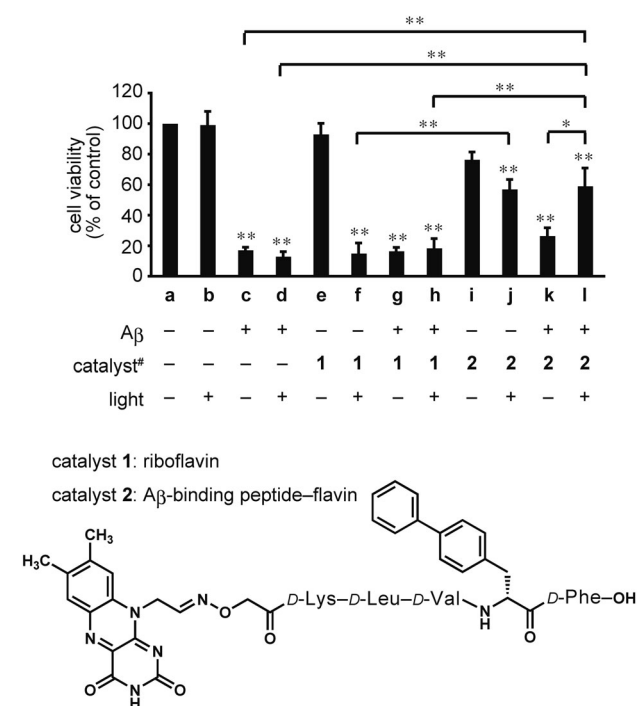 **
**
**
** *
120
100
80
60
40
20
0
cell viability
(% of control)
** ** ** ** ** ** ** **
a b c d e f g h i j k l
Aβ – – + + – – + + – – + +
catalyst# – – – – 1 1 1 1 2 2 2 2
light – + – + – + – + – + – +
catalyst 1: riboflavin
catalyst 2: Aβ-binding peptide–flavin
CH3
H3C
N N O D-Lys–D-Leu–D-Val N H D-Phe–OH
O O
N N
O N O
H